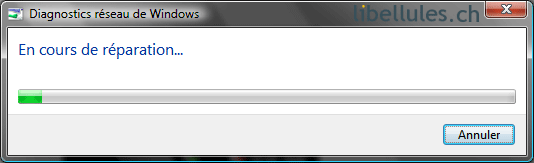 Diagnostics réseau de Windows
libellules.ch
En cours de réparation...
Annuler